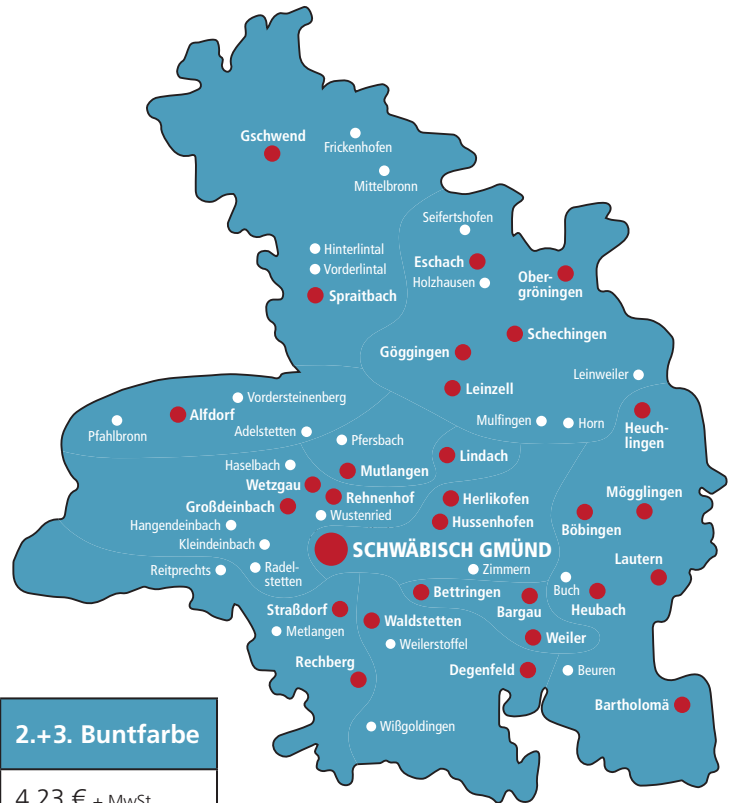 Gschwend
Frickenhofen
Mittelbronn
Seifertshofen
Hinterlintal
Vorderlintal
Spraitbach
Eschach
Holzhausen
Ober-
gröningen
Schechingen
Göggingen
Leinzell
Leinweiler
Vordersteinenberg
Alfdorf
Pfahlbronn
Adelstetten
Pfersbach
Mulfingen
Horn
Heuch-
lingen
Lindach
Haselbach
Mutlangen
Wetzgau
Rehnenhof
Großdeinbach
Wustenried
Herlikofen
Hussenhofen
Mögglingen
Böbingen
Hangendeinbach
Kleindeinbach
SCHWÄBISCH GMÜND
Lautern
Reitprechts
Radel-
stetten
Zimmern
Buch
Heubach
Bettringen
Bargau
Straßdorf
Metlangen
Waldstetten
Weilerstoffel
Weiler
Rechberg
Degenfeld
Beuren
Bartholomä
Wißgoldingen
2.+3. Buntfarbe
4,23 € + MwSt